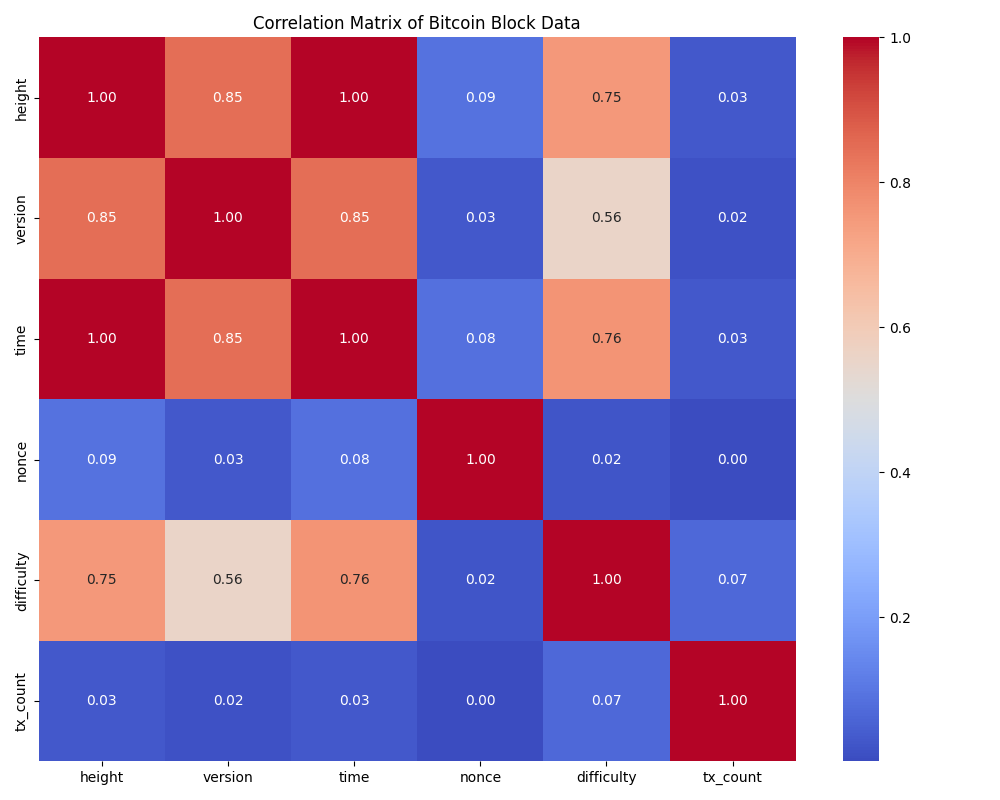 Correlation Matrix of Bitcoin Block Data
height 1.00 0.85 1.00 0.09 0.75 0.03
version 0.85 1.00 0.85 0.03 0.56 0.02
time 1.00 0.85 1.00 0.08 0.76 0.03
nonce 0.09 0.03 0.08 1.00 0.02 0.00
difficulty 0.75 0.56 0.76 0.02 1.00 0.07
tx_count 0.03 0.02 0.03 0.00 0.07 1.00
height version time nonce difficulty tx_count
1.0
0.8
0.6
0.4
0.2